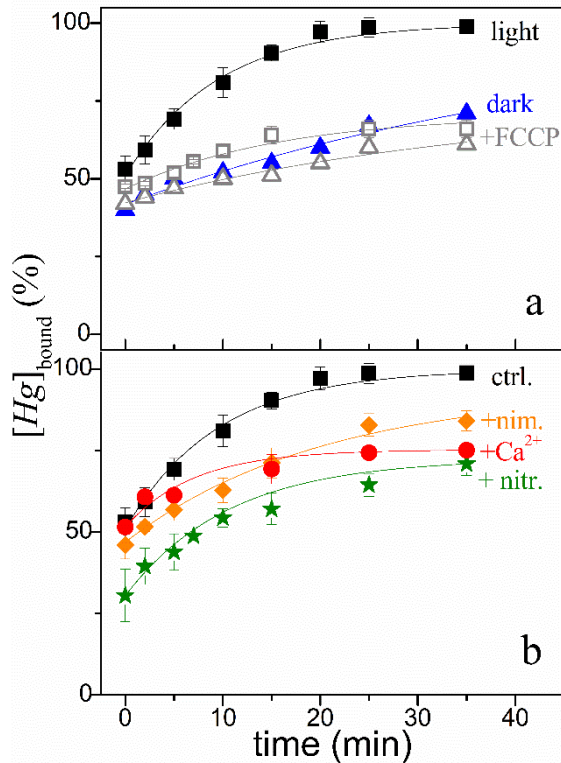 100
light
dark
+FCCP
50
a
0
[Hg]bound (%)
100
ctrl.
+nim.
+Ca²⁺
+ nitr.
50
b
0
0 10 20 30 40
time (min)